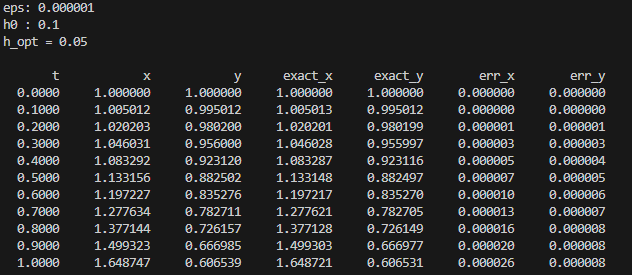 eps: 0.000001
h0 : 0.1
h_opt = 0.05
t x y exact_x exact_y err_x err_y
0.0000 1.000000 1.000000 1.000000 1.000000 0.000000 0.000000
0.1000 1.005012 0.995012 1.005013 0.995012 0.000000 0.000000
0.2000 1.020203 0.980200 1.020201 0.980199 0.000001 0.000001
0.3000 1.046031 0.956000 1.046028 0.955997 0.000003 0.000003
0.4000 1.083292 0.923120 1.083287 0.923116 0.000005 0.000004
0.5000 1.133156 0.882502 1.133148 0.882497 0.000007 0.000005
0.6000 1.197227 0.835276 1.197217 0.835270 0.000010 0.000006
0.7000 1.277634 0.782711 1.277621 0.782705 0.000013 0.000007
0.8000 1.377144 0.726157 1.377128 0.726149 0.000016 0.000008
0.9000 1.499323 0.666985 1.499303 0.666977 0.000020 0.000008
1.0000 1.648747 0.606539 1.648721 0.606531 0.000026 0.000008